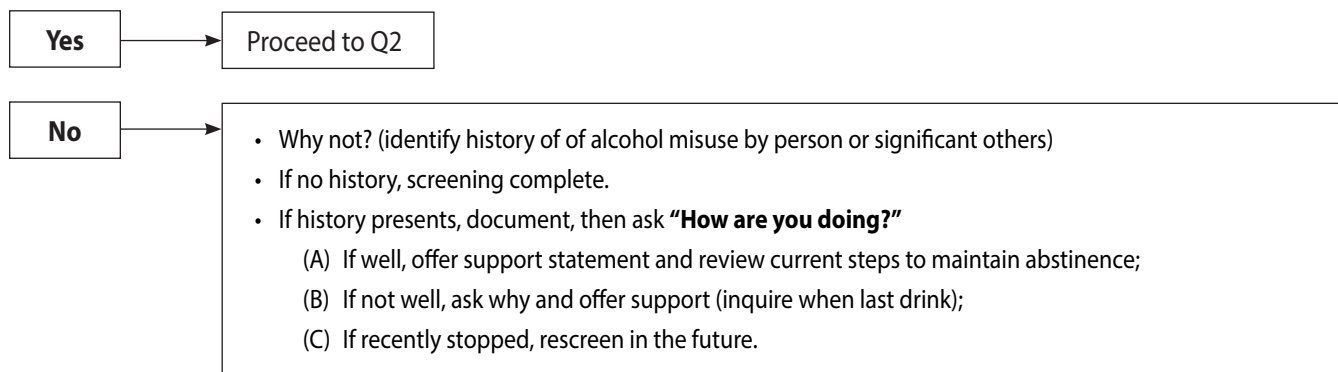 Yes
Proceed to Q2
No
• Why not? (identify history of of alcohol misuse by person or significant others)
• If no history, screening complete.
• If history presents, document, then ask “How are you doing?”
(A) If well, offer support statement and review current steps to maintain abstinence;
(B) If not well, ask why and offer support (inquire when last drink);
(C) If recently stopped, rescreen in the future.